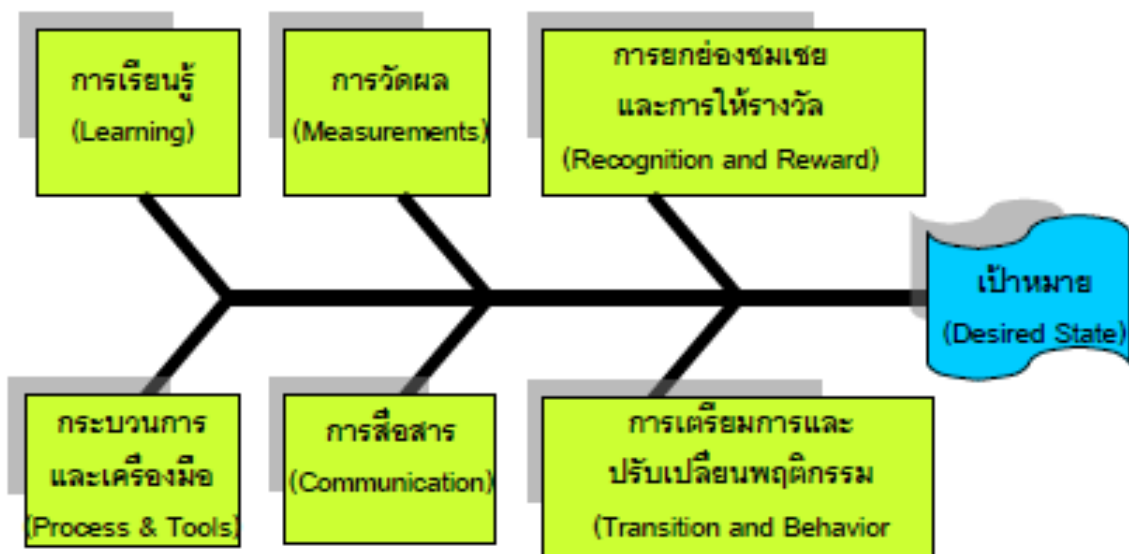 การเรียนรู้
(Learning)
การวัดผล
(Measurements)
การยกย่องชมเชย
และการให้รางวัล
(Recognition and Reward)
เป้าหมาย
(Desired State)
กระบวนการ
และเครื่องมือ
(Process & Tools)
การสื่อสาร
(Communication)
การเตรียมการและ
ปรับเปลี่ยนพฤติกรรม
(Transition and Behavior